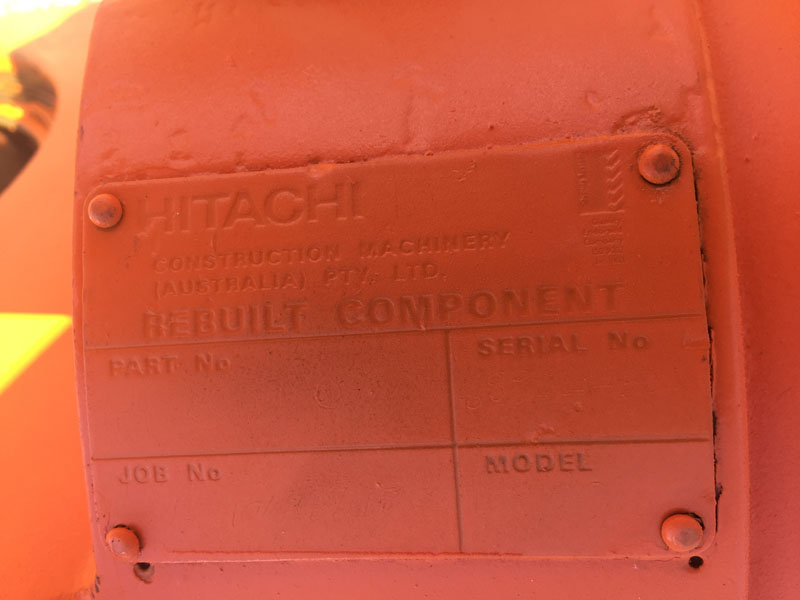 HITACHI
CONSTRUCTION MACHINERY
(AUSTRALIA) PTY. LTD.
REBUILT COMPONENT
PART No
SERIAL No
JOB No
MODEL